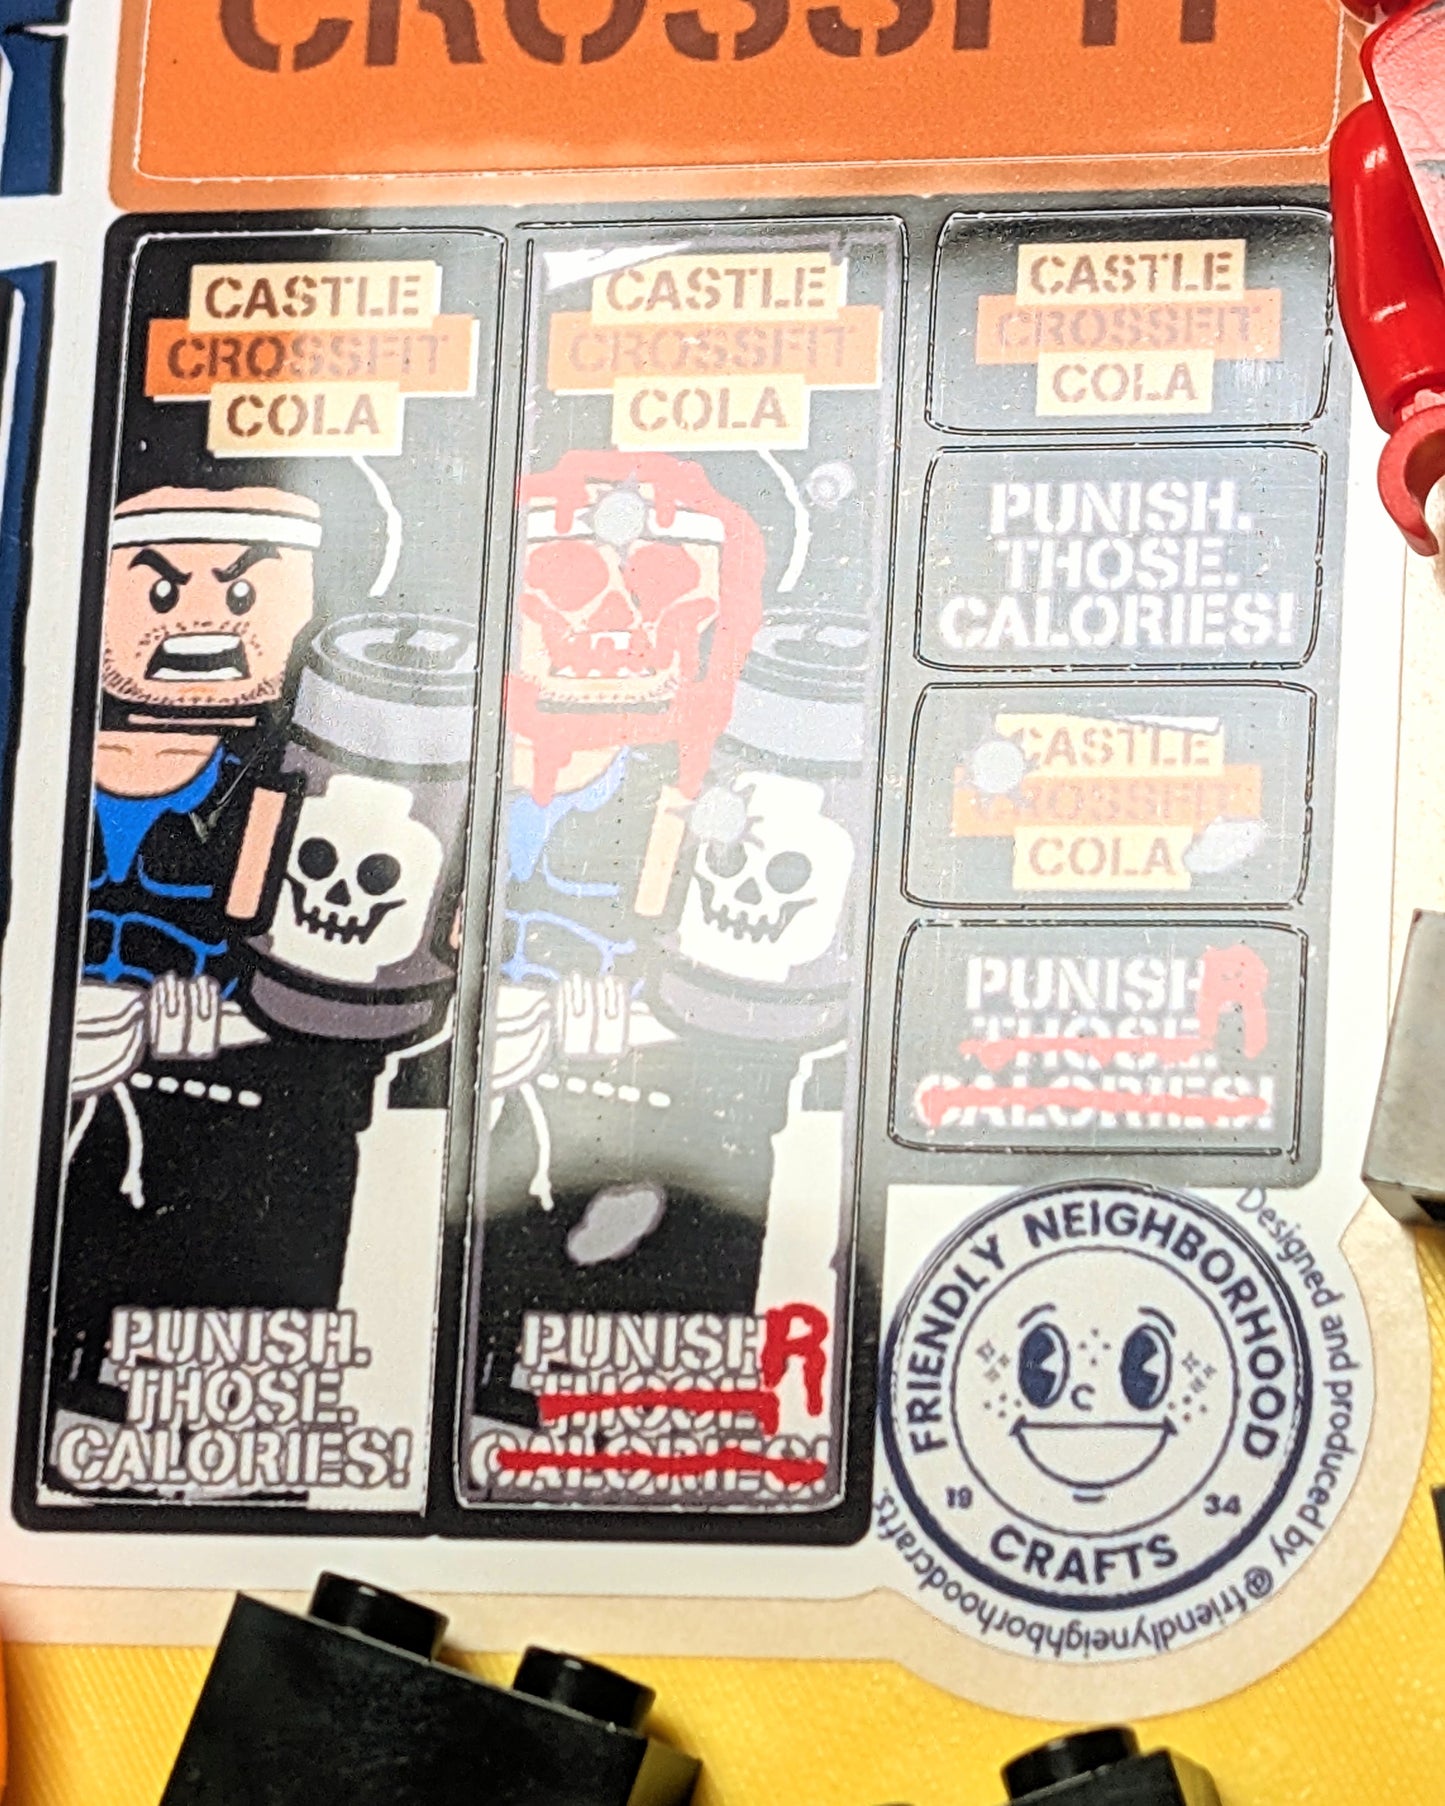 CROSSFIT
CASTLE
CROSSFIT
COLA
PUNISH.
THOSE.
CALORIES!
CASTLE
CROSSFIT
COLA
PUNISHR
THOSE.
CALORIES!
CASTLE
CROSSFIT
COLA
PUNISH.
THOSE.
CALORIES!
CASTLE
CROSSFIT
COLA
PUNISHR
THOSE.
CALORIES!
FRIENDLY NEIGHBORHOOD
19 34
CRAFTS
Designed and produced by @friendlyneighborhoodcrafts.